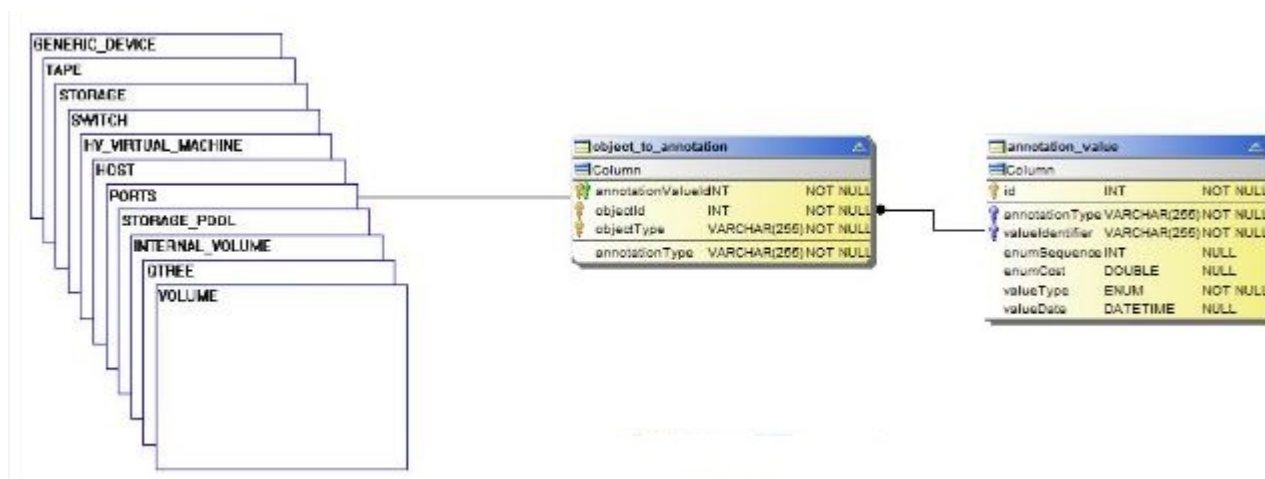 GENERIC_DEVICE
TAPE
STORAGE
SWITCH
HV_VIRTUAL_MACHINE
HOST
PORTS
STORAGE_POOL
INTERNAL_VOLUME
QTREE
VOLUME
object_to_annotation
Column
annotationValueIdINT NOT NULL
objectId INT NOT NULL
objectType VARCHAR(255) NOT NULL
annotationType VARCHAR(255) NOT NULL
annotation_value
Column
id INT NOT NULL
annotationType VARCHAR(255) NOT NULL
valueIdentifier VARCHAR(255) NOT NULL
enumSequence INT NULL
enumCost DOUBLE NULL
valueType ENUM NOT NULL
valueDate DATETIME NULL